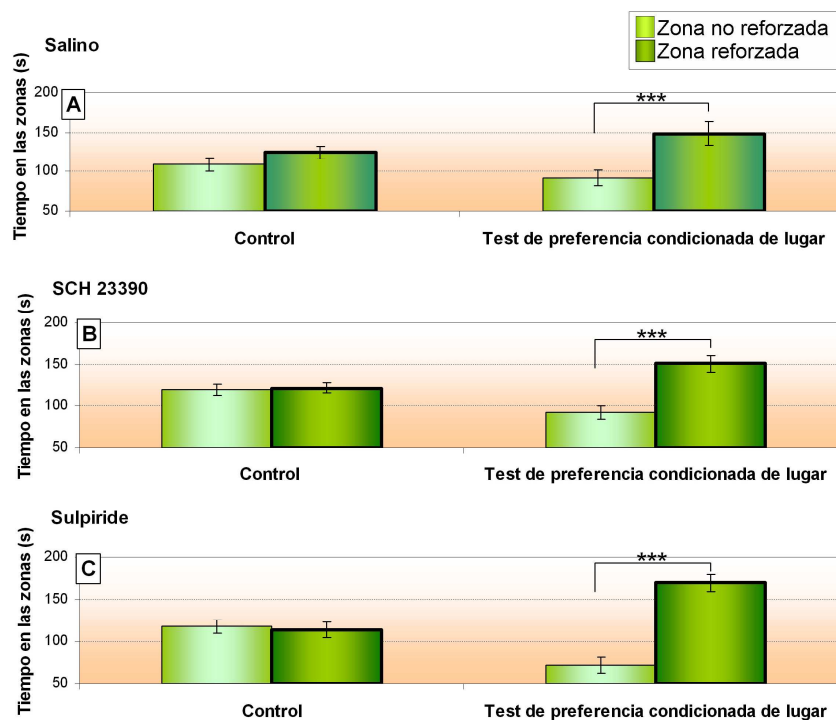 Zona no reforzada
Zona reforzada
Salino
A
Tiempo en las zonas (s)
200
150
100
50
***
Control
Test de preferencia condicionada de lugar
SCH 23390
B
Tiempo en las zonas (s)
200
150
100
50
***
Control
Test de preferencia condicionada de lugar
Sulpiride
C
Tiempo en las zonas (s)
200
150
100
50
***
Control
Test de preferencia condicionada de lugar